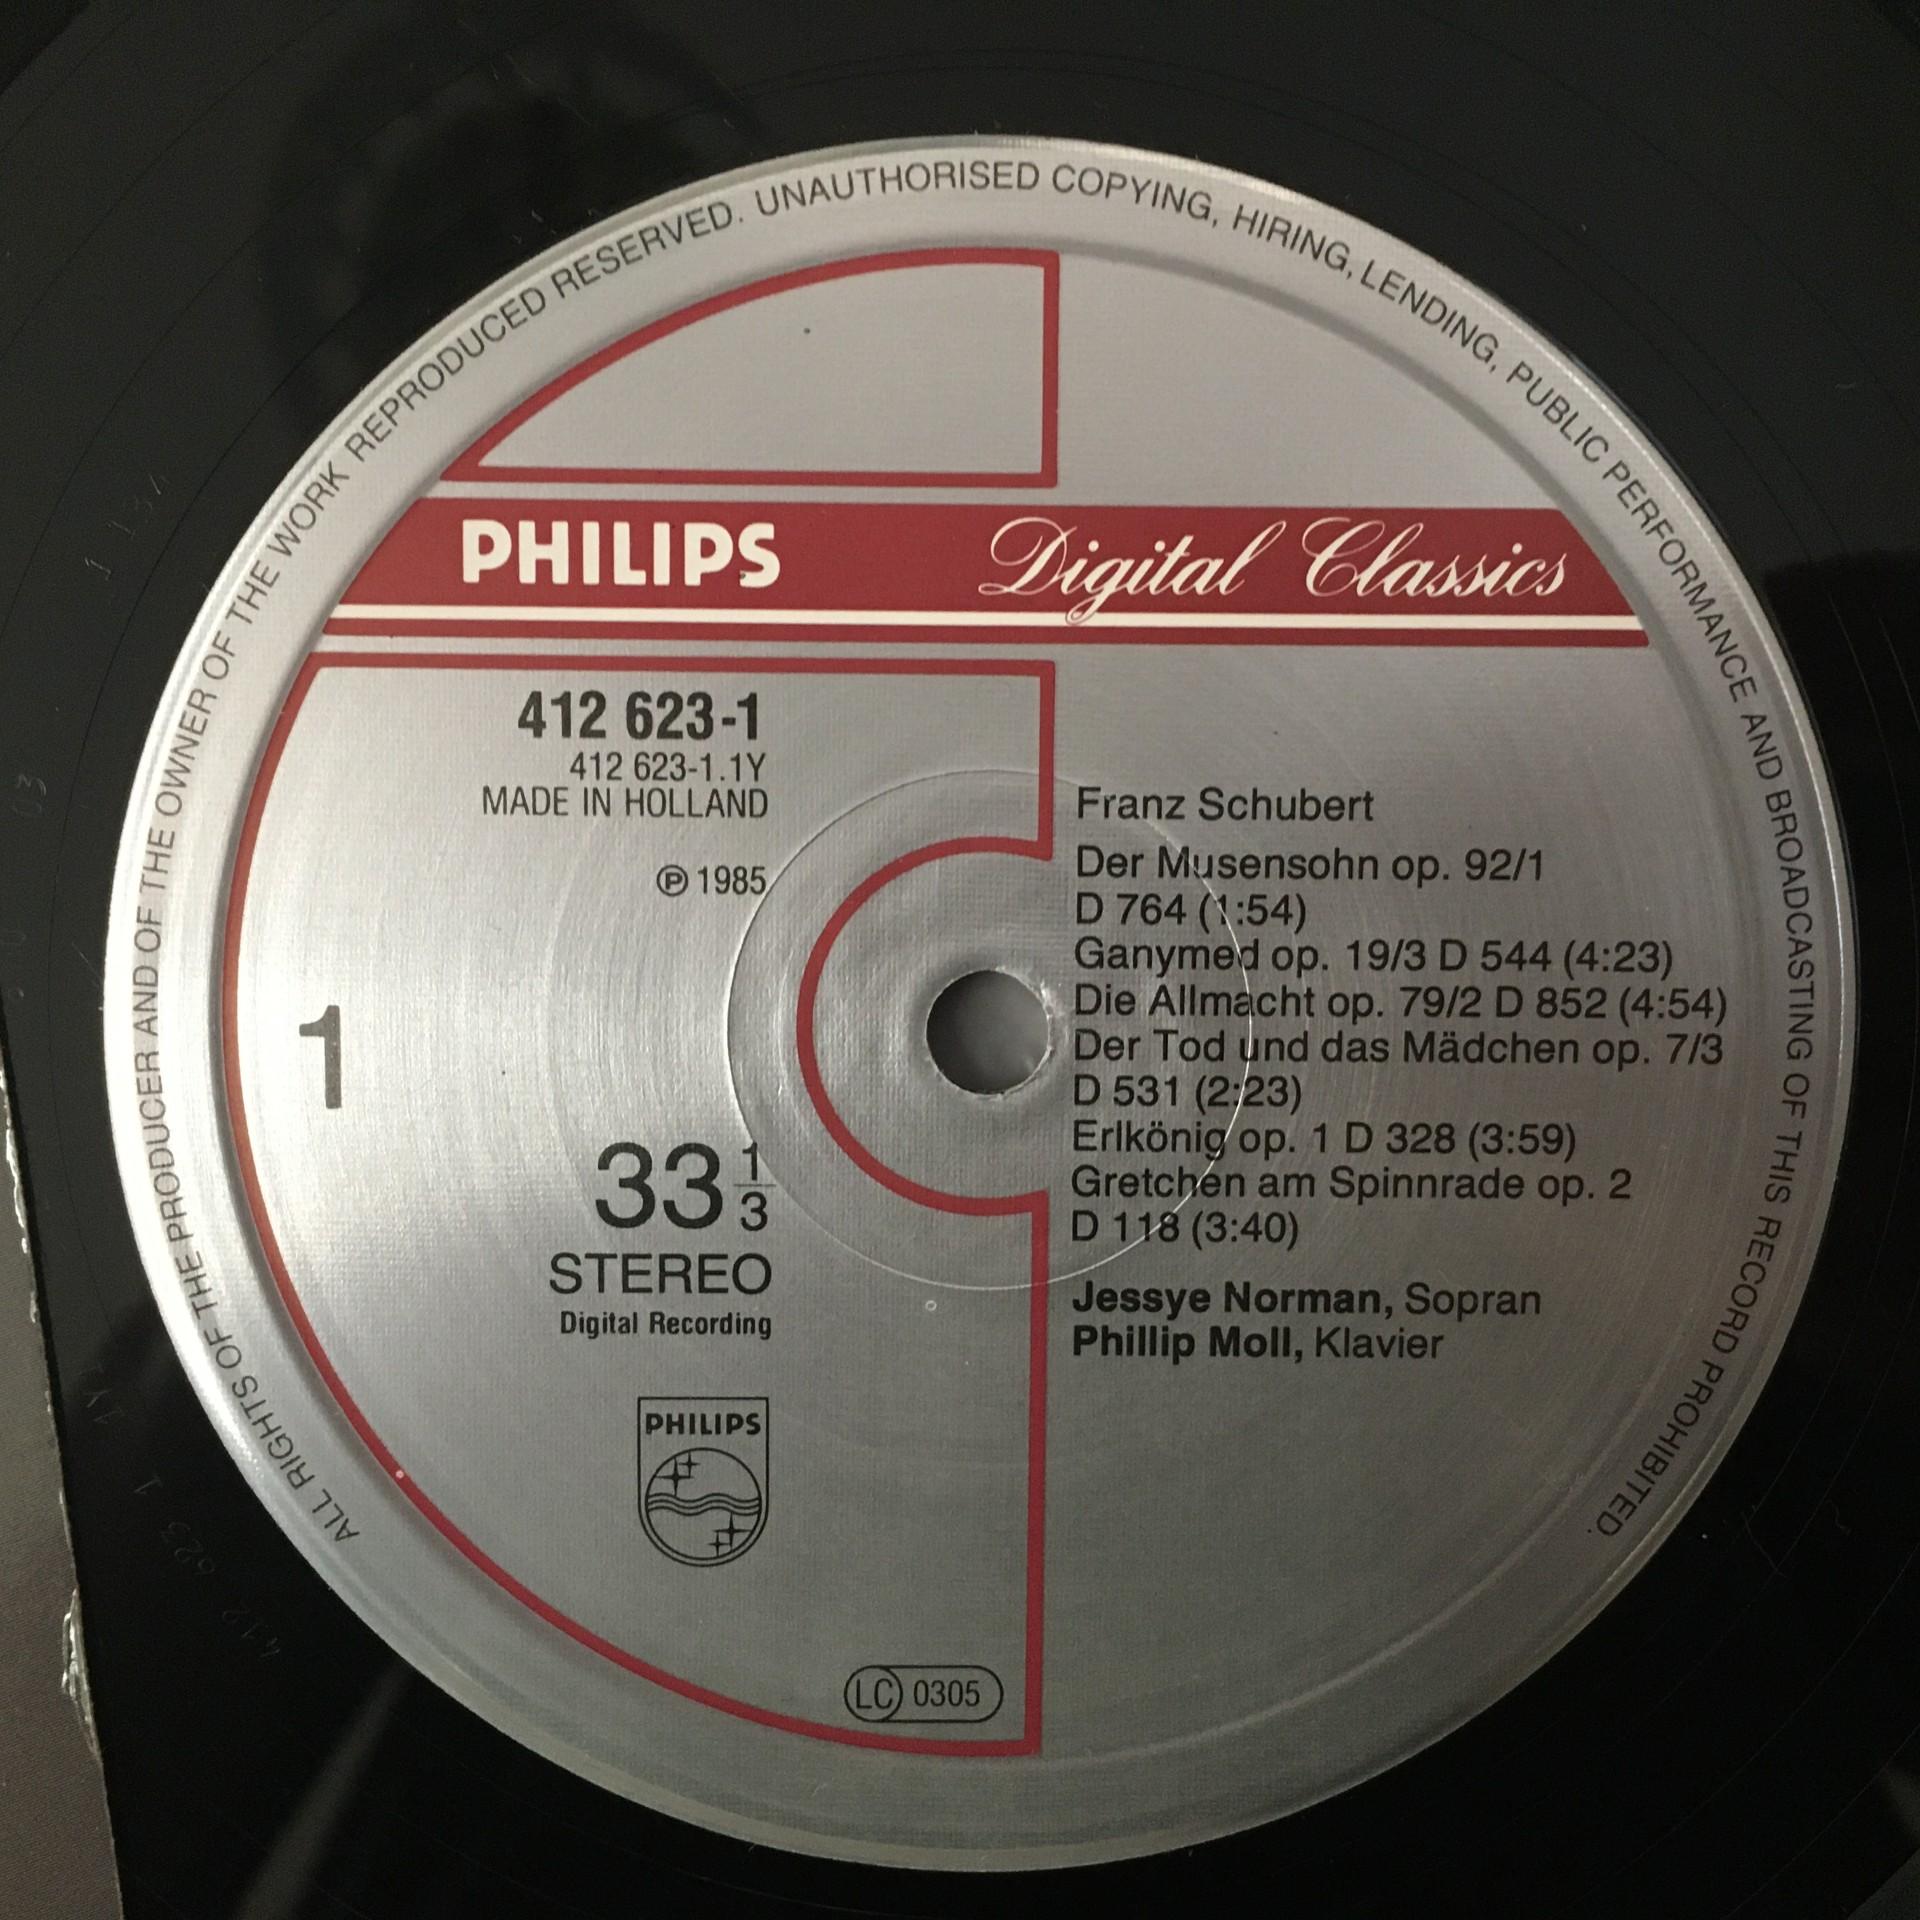 ALL RIGHTS OF THE PRODUCER AND OF THE OWNER OF THE WORK REPRODUCED RESERVED. UNAUTHORISED COPYING, HIRING, LENDING, PUBLIC PERFORMANCE AND BROADCASTING OF THIS RECORD PROHIBITED.
PHILIPS Digital Classics
412 623-1
412 623-1.1Y
MADE IN HOLLAND
℗ 1985
1
33 1/3
STEREO
Digital Recording
PHILIPS
LC 0305
Franz Schubert
Der Musensohn op. 92/1
D 764 (1:54)
Ganymed op. 19/3 D 544 (4:23)
Die Allmacht op. 79/2 D 852 (4:54)
Der Tod und das Mädchen op. 7/3
D 531 (2:23)
Erlkönig op. 1 D 328 (3:59)
Gretchen am Spinnrade op. 2
D 118 (3:40)
Jessye Norman, Sopran
Phillip Moll, Klavier